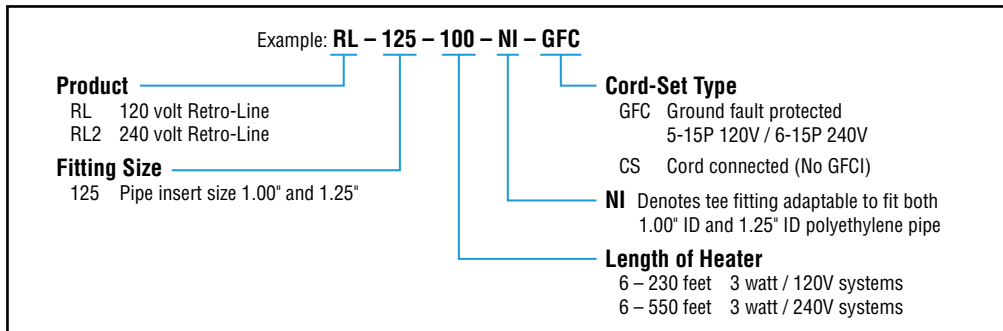 Example: RL – 125 – 100 – NI – GFC
Product
RL 120 volt Retro-Line
RL2 240 volt Retro-Line
Fitting Size
125 Pipe insert size 1.00" and 1.25"
Cord-Set Type
GFC Ground fault protected
5-15P 120V / 6-15P 240V
CS Cord connected (No GFCI)
NI Denotes tee fitting adaptable to fit both
1.00" ID and 1.25" ID polyethylene pipe
Length of Heater
6 – 230 feet 3 watt / 120V systems
6 – 550 feet 3 watt / 240V systems